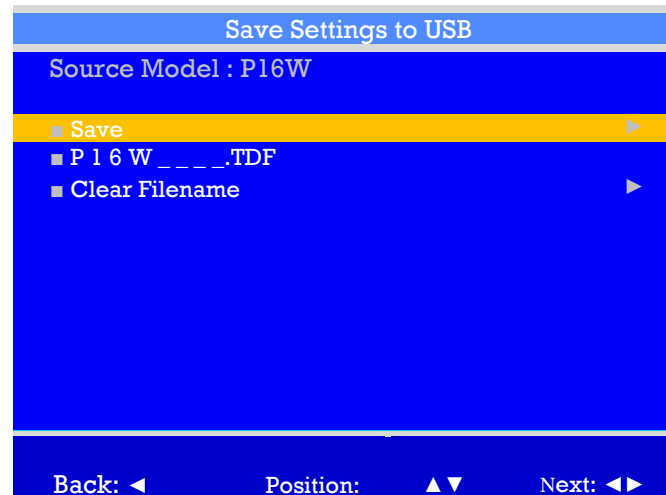 Save Settings to USB
Source Model : P16W
■ Save ►
■ P 1 6 W _ _ _ _.TDF
■ Clear Filename ►
Back: ◄ Position: ▲▼ Next: ◄►